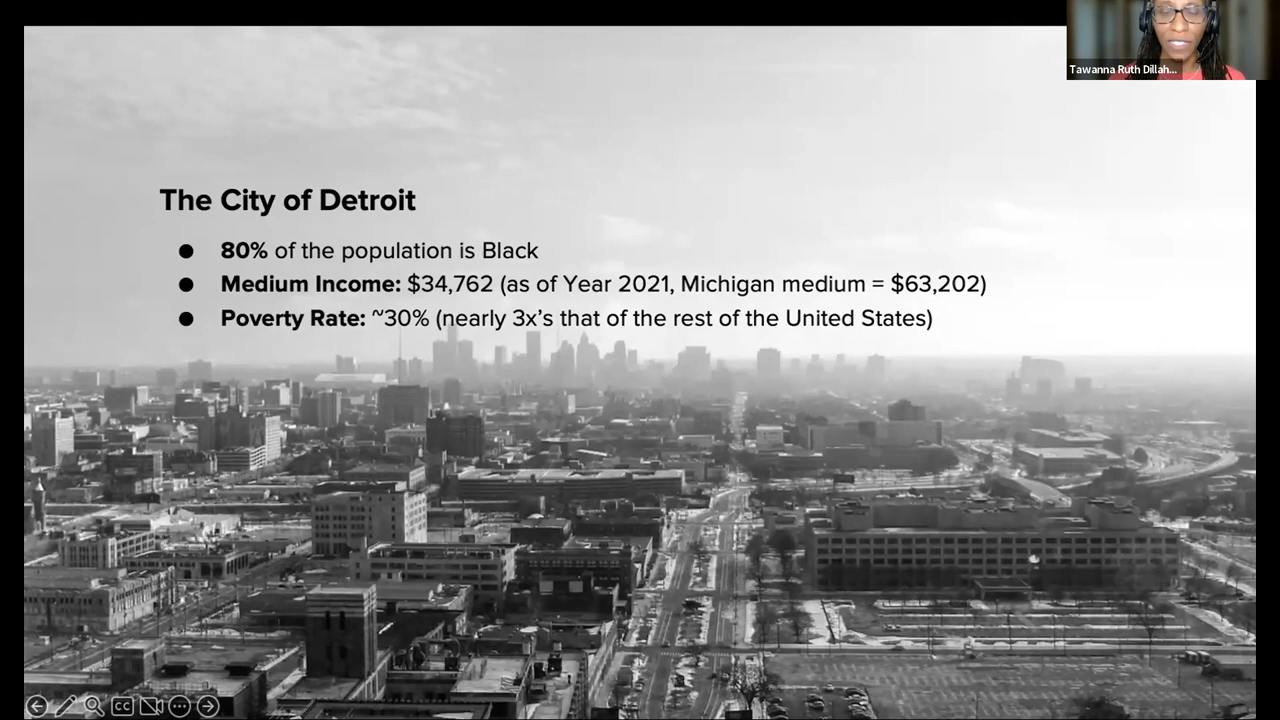 Tawanna Ruth Dillah...
The City of Detroit
● 80% of the population is Black
● Medium Income: $34,762 (as of Year 2021, Michigan medium = $63,202)
● Poverty Rate: ~30% (nearly 3x's that of the rest of the United States)
CC